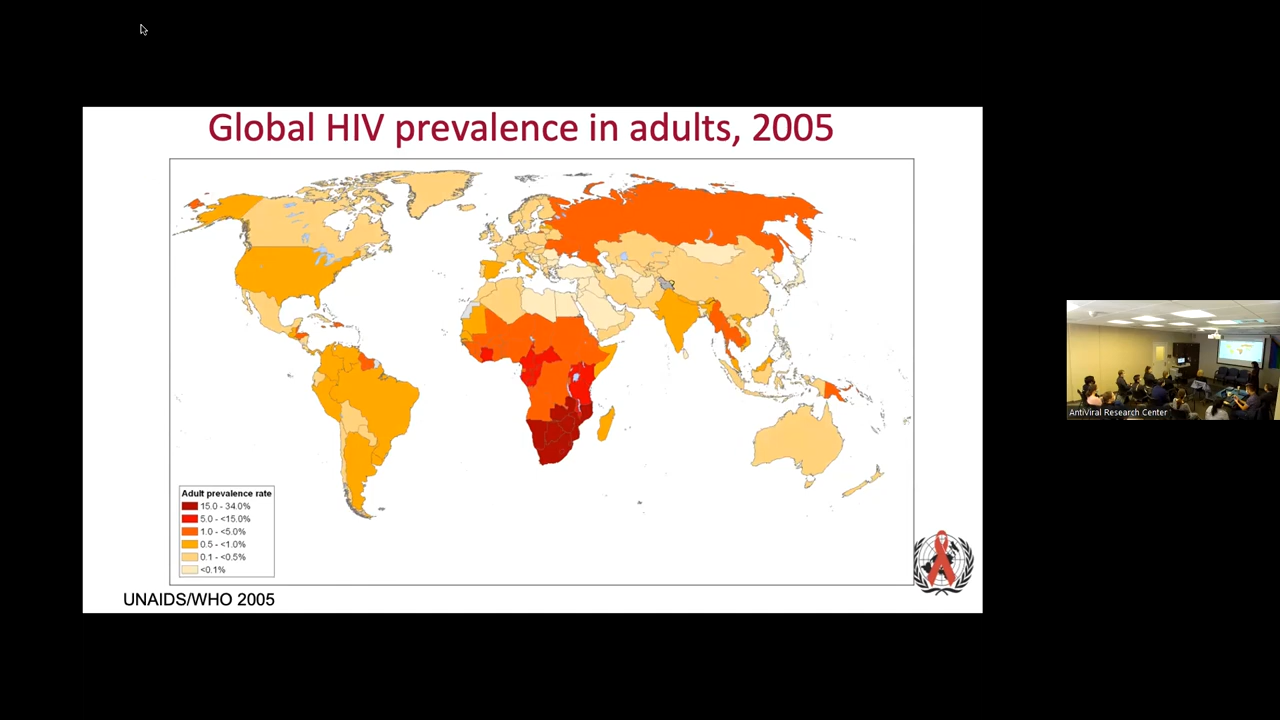 Global HIV prevalence in adults, 2005
Adult prevalence rate
15.0 - 34.0%
5.0 - <15.0%
1.0 - <5.0%
0.5 - <1.0%
0.1 - <0.5%
<0.1%
UNAIDS/WHO 2005
AntiViral Research Center